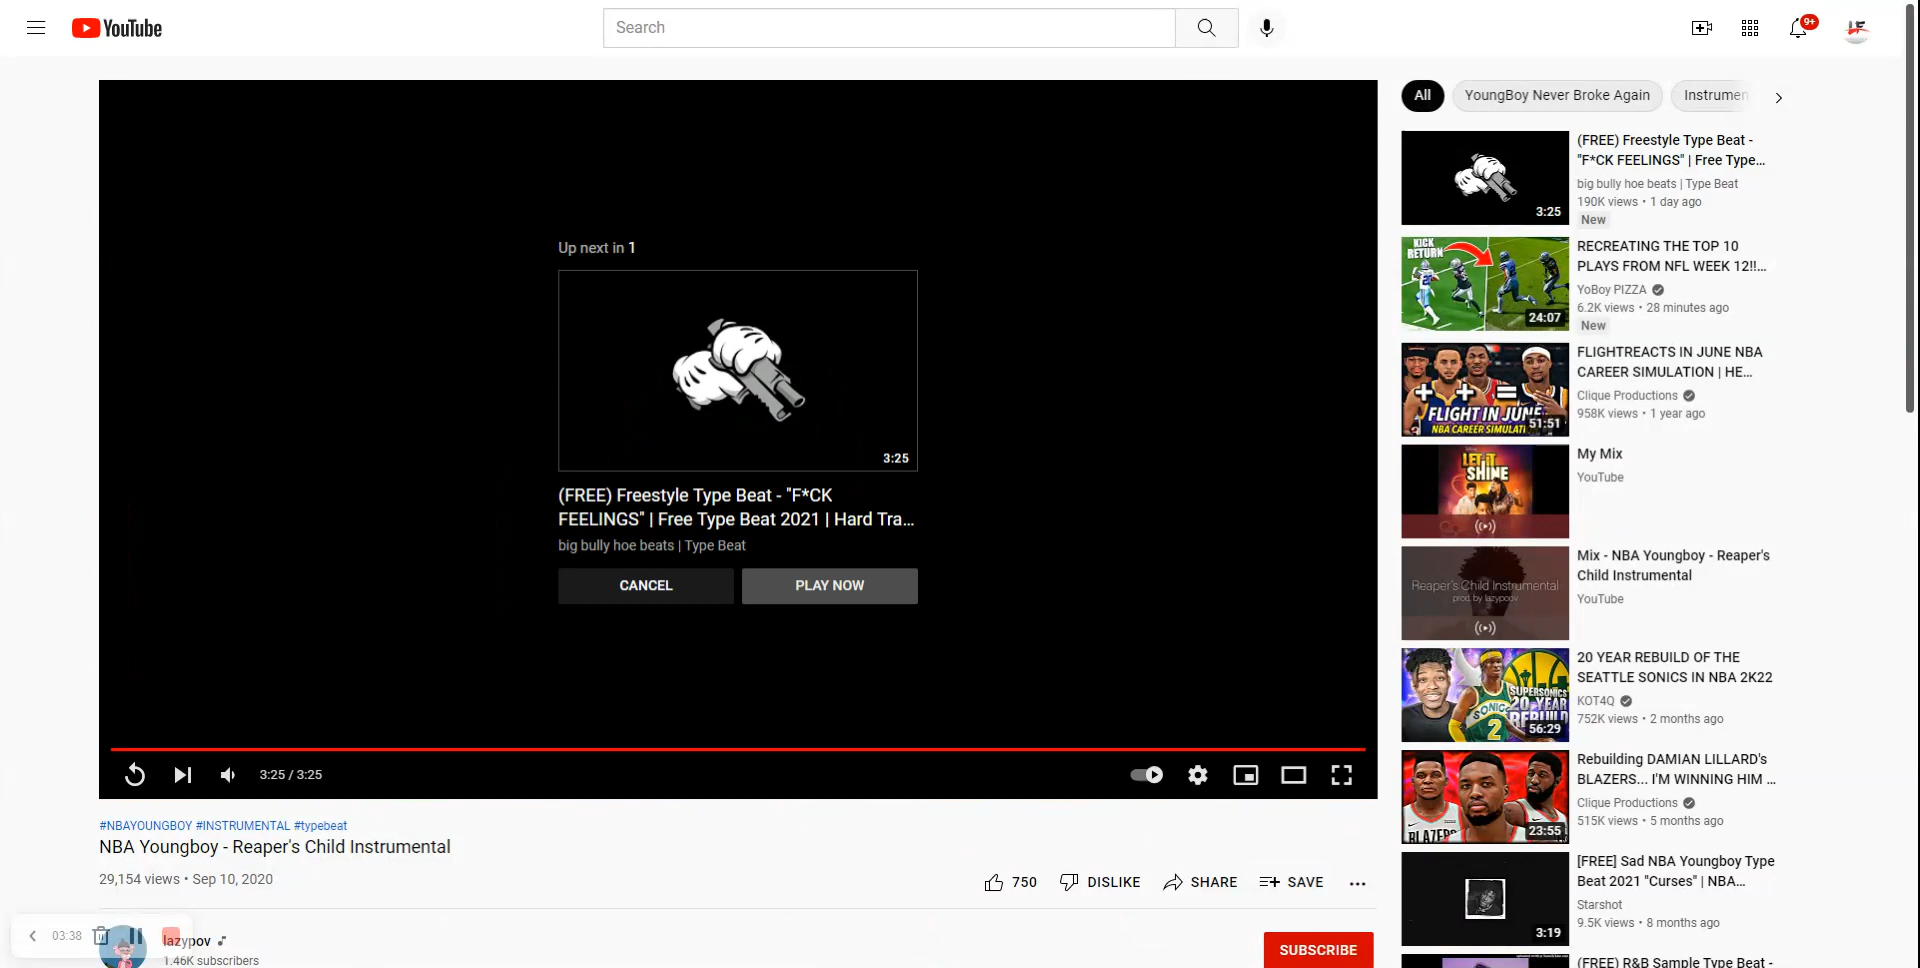 YouTube
Search
9+
Up next in 1
3:25
(FREE) Freestyle Type Beat - "F*CK
FEELINGS" | Free Type Beat 2021 | Hard Tra...
big bully hoe beats | Type Beat
CANCEL
PLAY NOW
3:25 / 3:25
#NBAYOUNGBOY #INSTRUMENTAL #typebeat
NBA Youngboy - Reaper's Child Instrumental
29,154 views • Sep 10, 2020
750
DISLIKE
SHARE
SAVE
03:38
lazypov
1.46K subscribers
SUBSCRIBE
All
YoungBoy Never Broke Again
Instrumen
3:25
(FREE) Freestyle Type Beat -
"F*CK FEELINGS" | Free Type...
big bully hoe beats | Type Beat
190K views • 1 day ago
New
KICK
RETURN
24:07
RECREATING THE TOP 10
PLAYS FROM NFL WEEK 12!!...
YoBoy PIZZA
6.2K views • 28 minutes ago
New
FLIGHT IN JUNE
NBA CAREER SIMULATI
51:51
FLIGHTREACTS IN JUNE NBA
CAREER SIMULATION | HE...
Clique Productions
958K views • 1 year ago
LET IT
SHINE
My Mix
YouTube
Reaper's Child Instrumental
prod. by lazypov
Mix - NBA Youngboy - Reaper's
Child Instrumental
YouTube
SUPERSONICS
20 YEAR
REBUILD
SONICS
2
56:29
20 YEAR REBUILD OF THE
SEATTLE SONICS IN NBA 2K22
KOT4Q
752K views • 2 months ago
BLAZERS
23:55
Rebuilding DAMIAN LILLARD's
BLAZERS... I'M WINNING HIM ...
Clique Productions
515K views • 5 months ago
3:19
[FREE] Sad NBA Youngboy Type
Beat 2021 "Curses" | NBA...
Starshot
9.5K views • 8 months ago
(FREE) R&B Sample Type Beat -